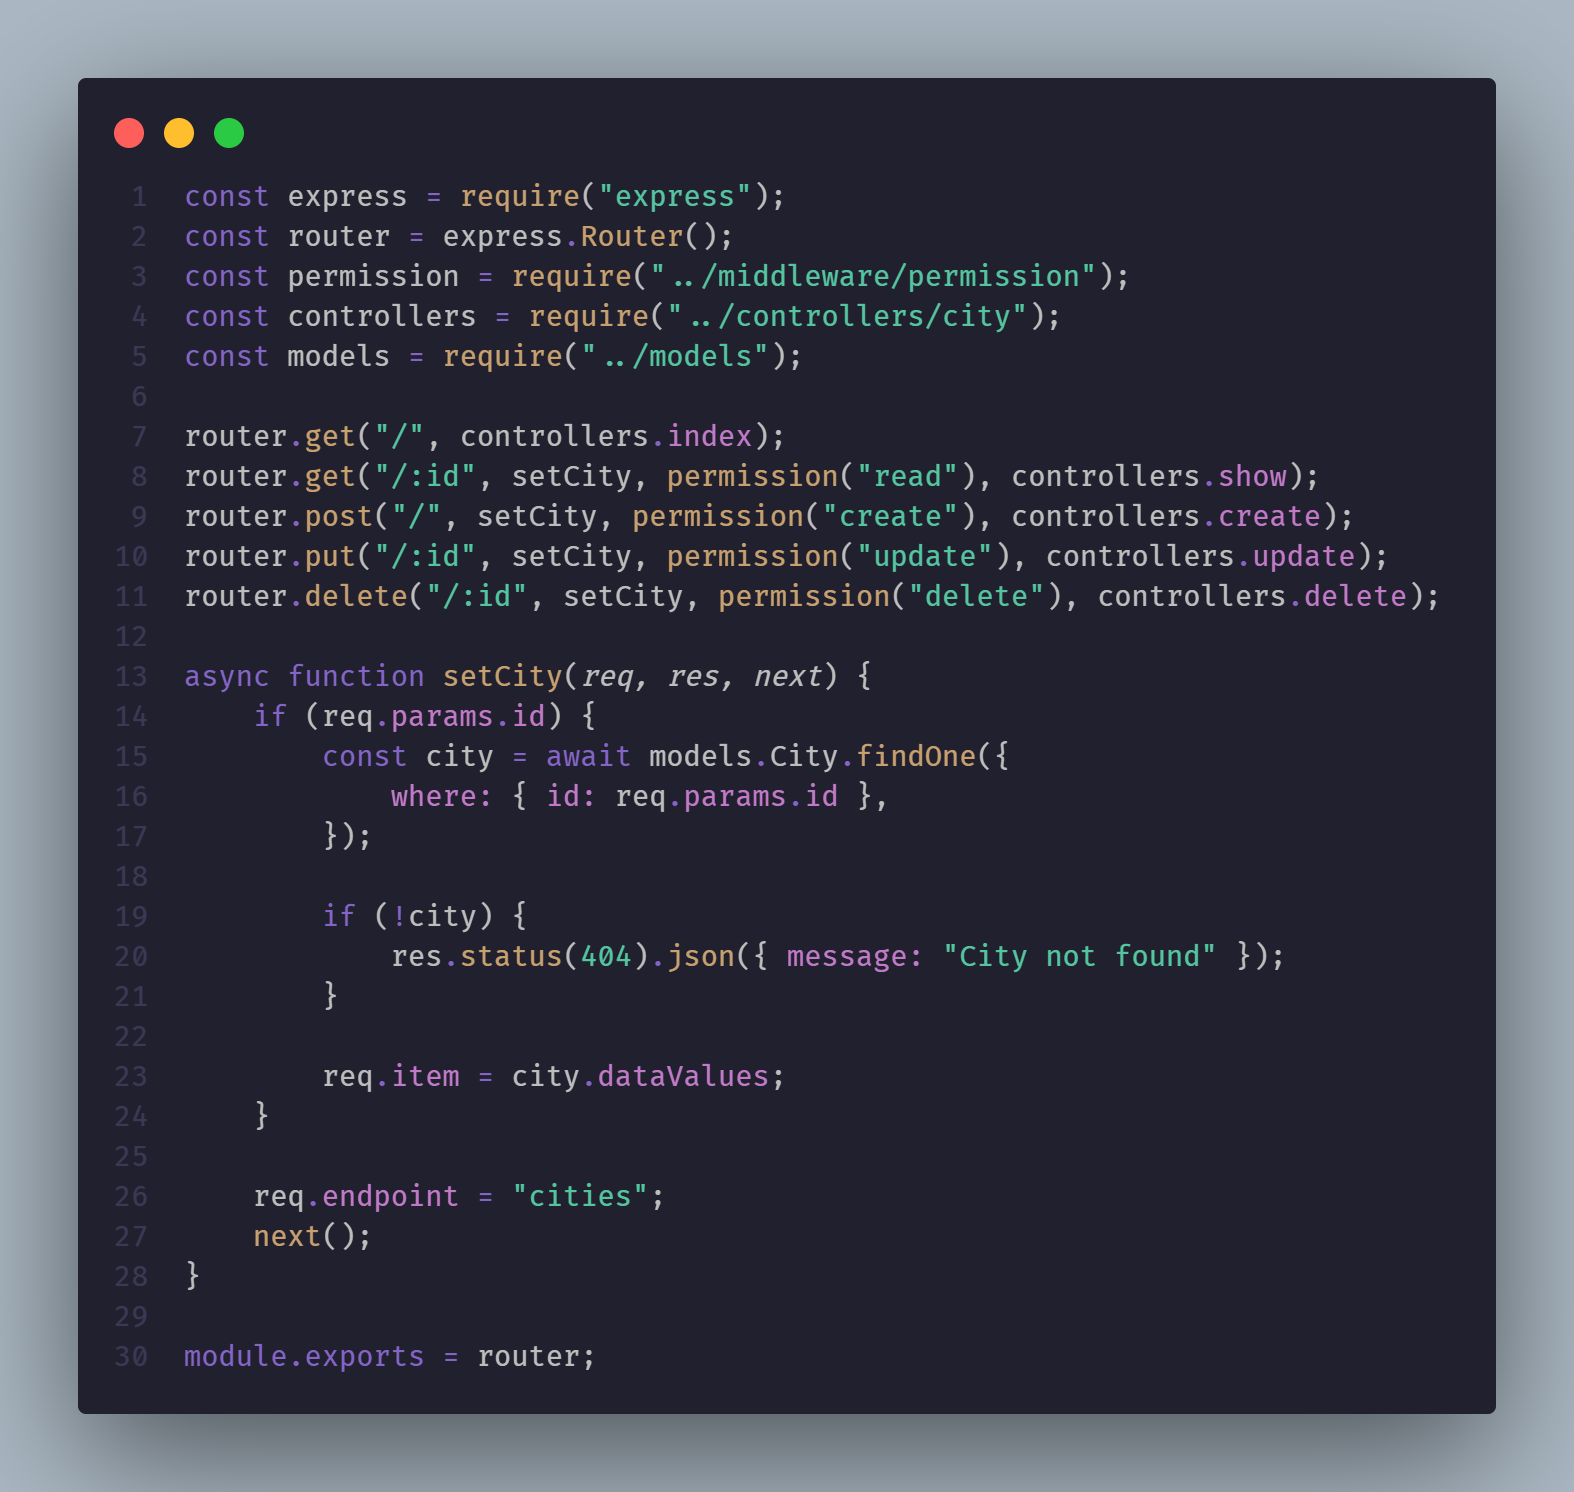 1 const express = require("express");
2 const router = express.Router();
3 const permission = require("../middleware/permission");
4 const controllers = require("../controllers/city");
5 const models = require("../models");
6
7 router.get("/", controllers.index);
8 router.get("/:id", setCity, permission("read"), controllers.show);
9 router.post("/", setCity, permission("create"), controllers.create);
10 router.put("/:id", setCity, permission("update"), controllers.update);
11 router.delete("/:id", setCity, permission("delete"), controllers.delete);
12
13 async function setCity(req, res, next) {
14     if (req.params.id) {
15         const city = await models.City.findOne({
16             where: { id: req.params.id },
17         });
18
19         if (!city) {
20             res.status(404).json({ message: "City not found" });
21         }
22
23         req.item = city.dataValues;
24     }
25
26     req.endpoint = "cities";
27     next();
28 }
29
30 module.exports = router;